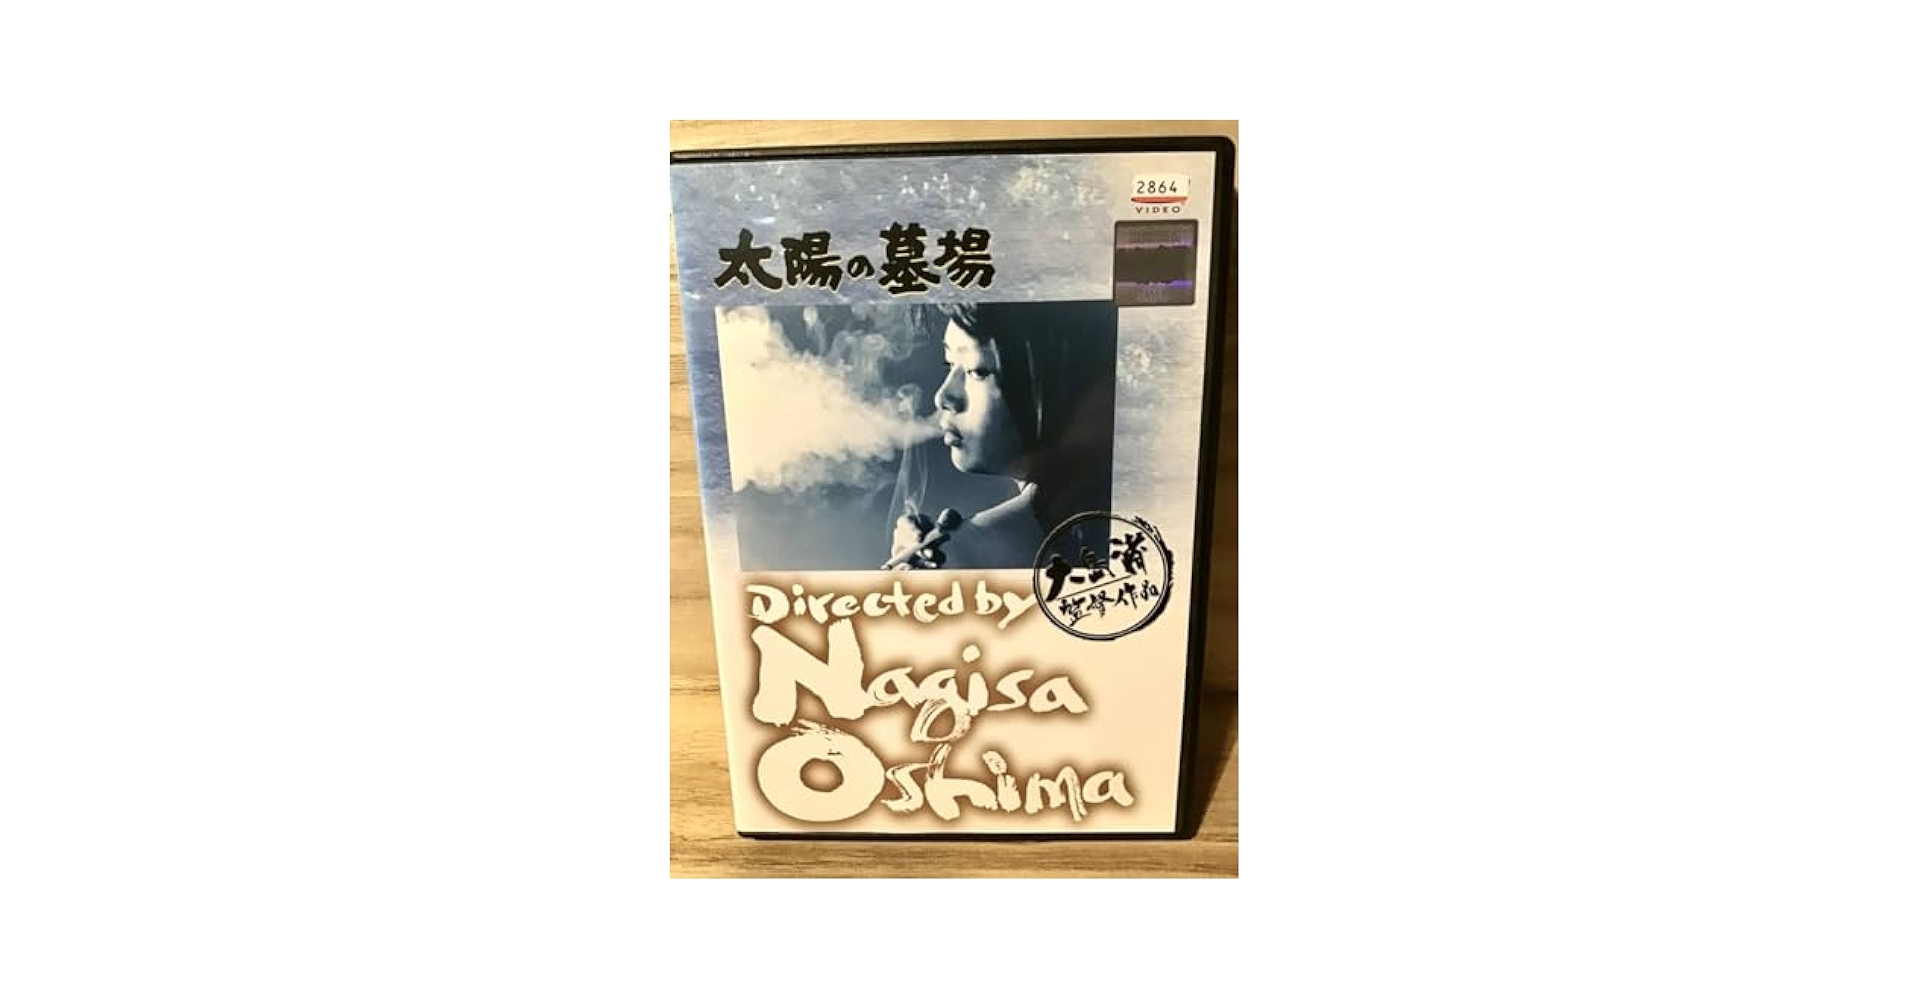 2864
VIDEO
太陽の墓場
大島渚
監督作品
Directed by
Nagisa
Oshima